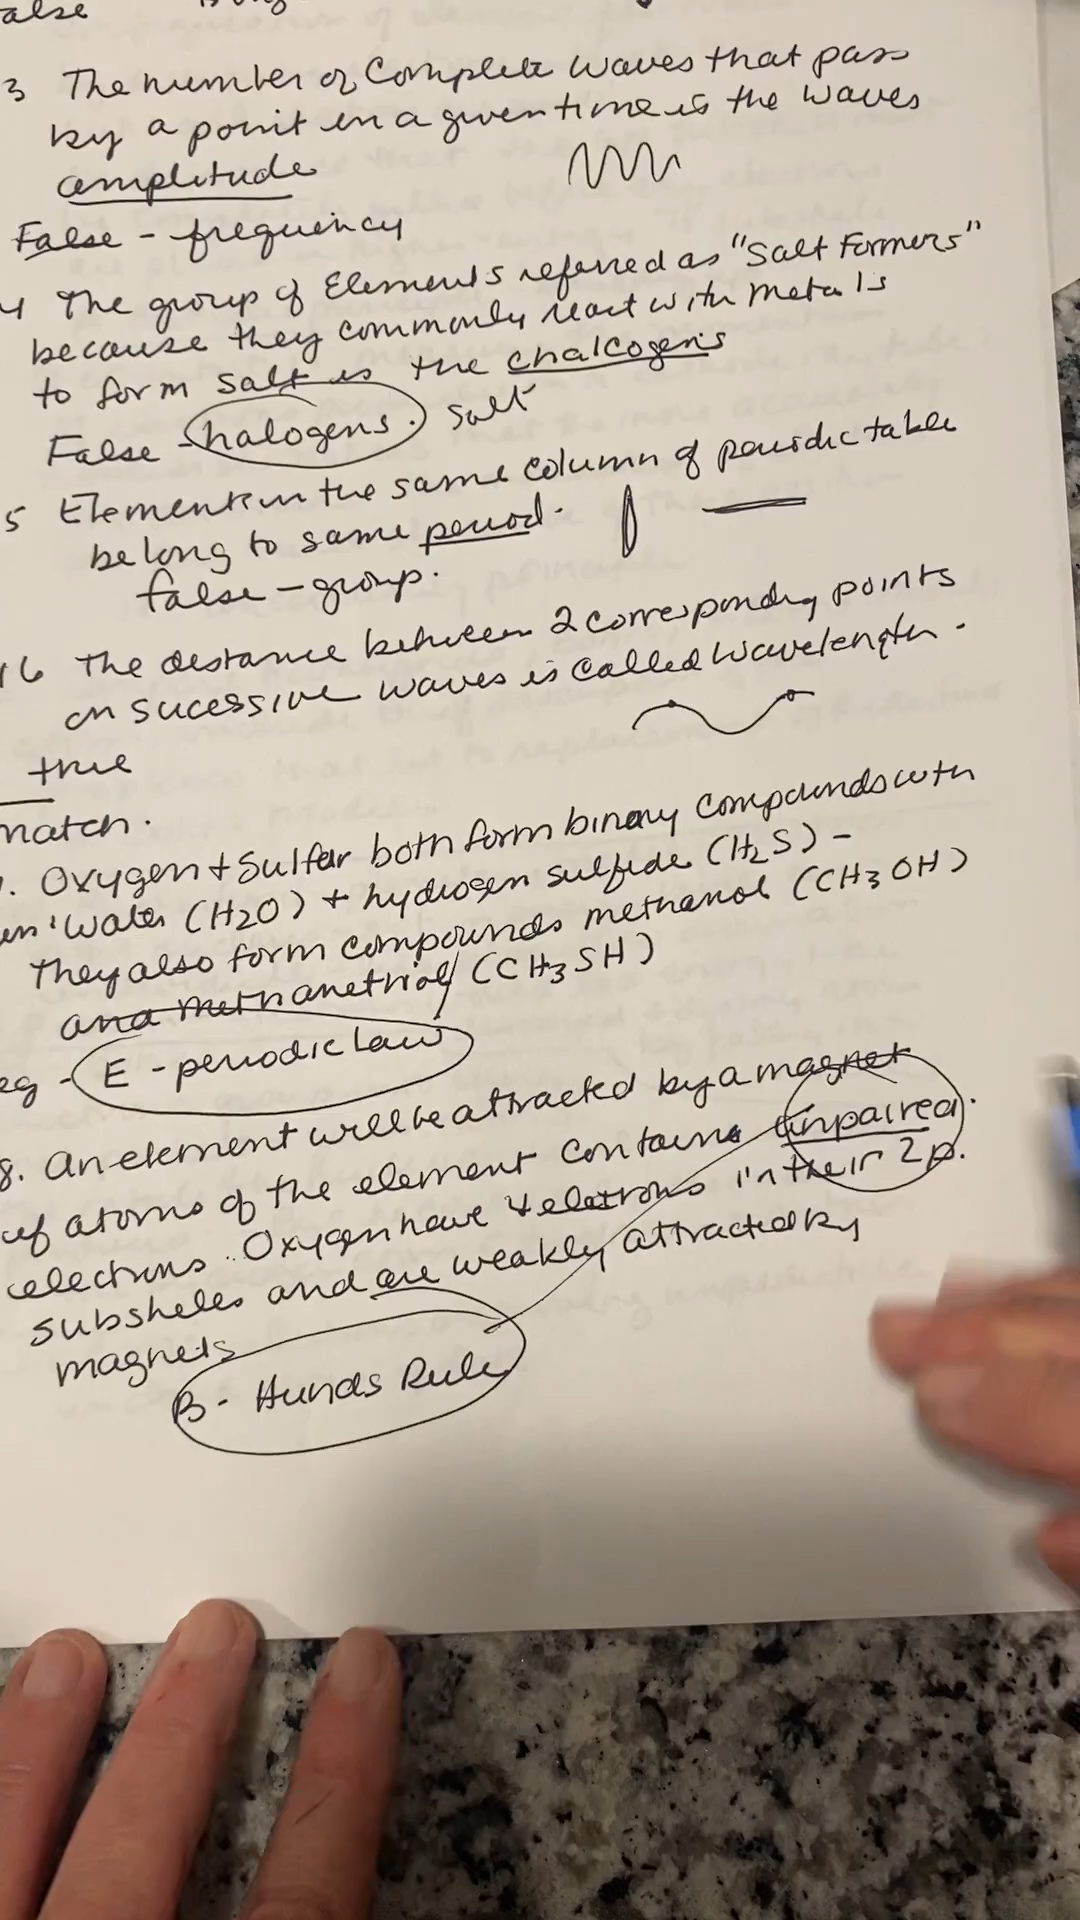 alse
3 The number of Complete waves that pass
by a point in a given time is the waves
amplitude
False - frequency
4 The group of Elements referred as "Salt Formers"
because they commonly react with metals
to form salt is the chalcogens
False - halogens. Salt
5 Elements in the same column of periodic table
belong to same period.
false - group.
16 The distance between 2 corresponding points
on sucessive waves is called wavelength.
true
match.
. Oxygen + Sulfur both form binary compounds with
water (H2O) + hydrogen sulfide (H2S) -
They also form compounds methanol (CH3OH)
and methanethiol (CH3SH)
eg - E - periodic Law
8. An element will be attracted by a magnet
if atoms of the element contains unpaired.
electrons. Oxygen have 4 electrons in their 2p.
subshells and are weakly attracted by
magnets
B - Hunds Rule